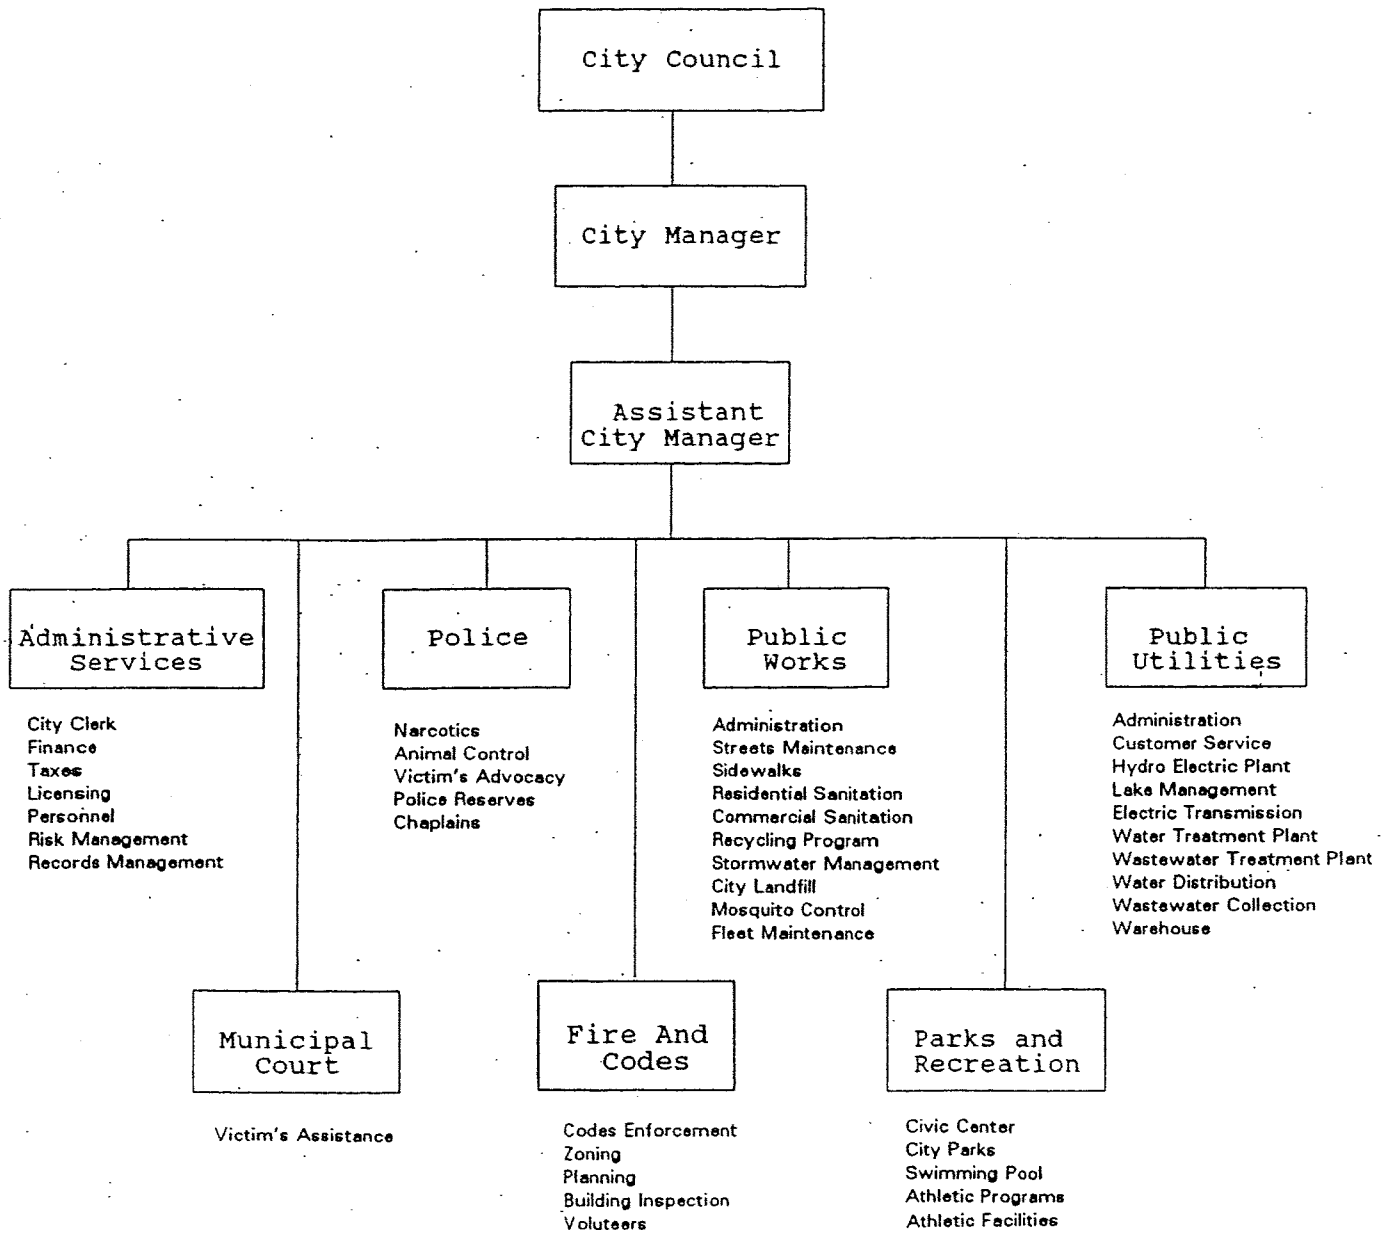 City Council
City Manager
Assistant
City Manager
Administrative
Services
City Clerk
Finance
Taxes
Licensing
Personnel
Risk Management
Records Management
Police
Narcotics
Animal Control
Victim's Advocacy
Police Reserves
Chaplains
Public
Works
Administration
Streets Maintenance
Sidewalks
Residential Sanitation
Commercial Sanitation
Recycling Program
Stormwater Management
City Landfill
Mosquito Control
Fleet Maintenance
Public
Utilities
Administration
Customer Service
Hydro Electric Plant
Lake Management
Electric Transmission
Water Treatment Plant
Wastewater Treatment Plant
Water Distribution
Wastewater Collection
Warehouse
Municipal
Court
Victim's Assistance
Fire And
Codes
Codes Enforcement
Zoning
Planning
Building Inspection
Voluteers
Parks and
Recreation
Civic Center
City Parks
Swimming Pool
Athletic Programs
Athletic Facilities